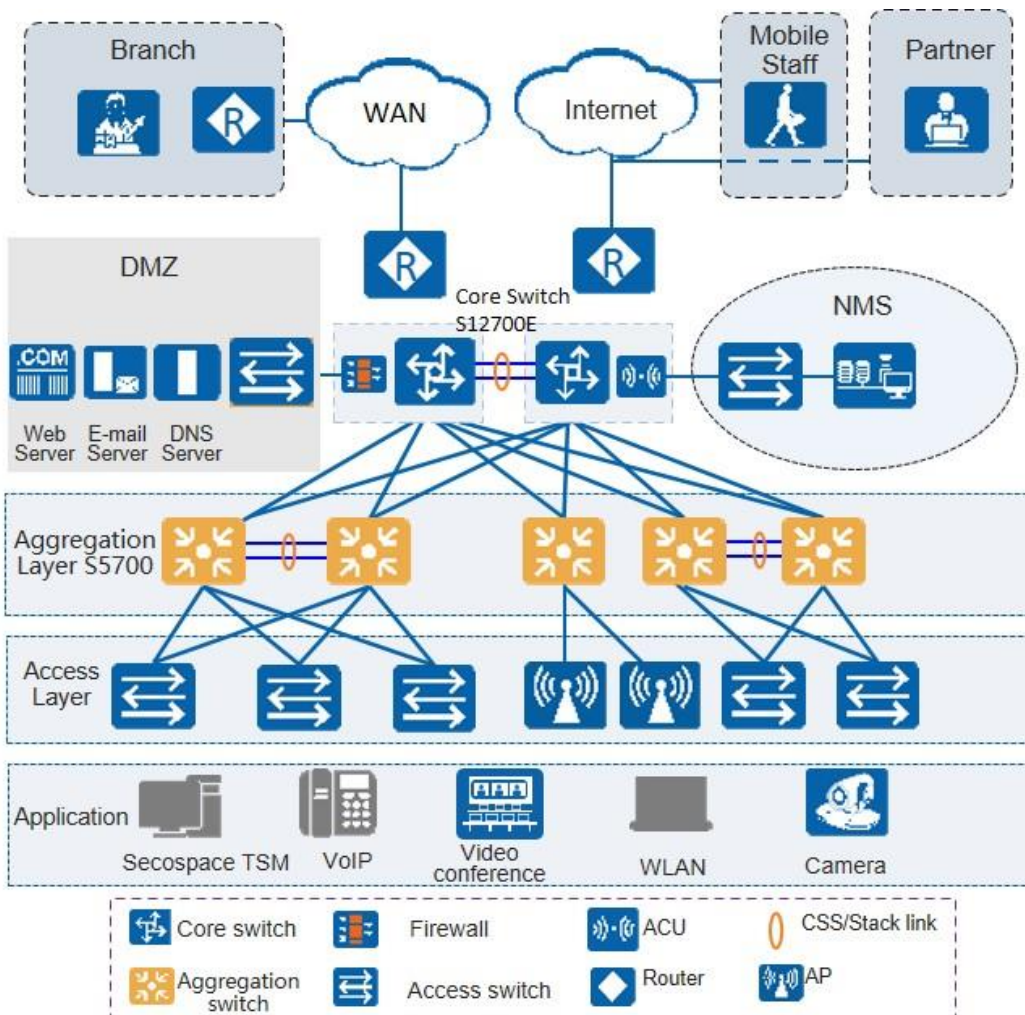 Branch
WAN
Internet
Mobile
Staff
Partner
R
R
R
DMZ
Core Switch
S12700E
NMS
.COM
Web
Server
E-mail
Server
DNS
Server
Aggregation
Layer S5700
Access
Layer
Application
Secospace TSM
VoIP
Video
conference
WLAN
Camera
Core switch
Firewall
ACU
CSS/Stack link
Aggregation
switch
Access switch
Router
AP